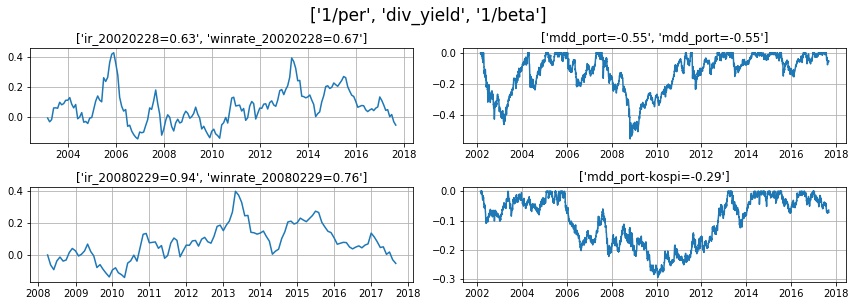 ['1/per', 'div_yield', '1/beta']
['ir_20020228=0.63', 'winrate_20020228=0.67']
0.4
0.2
0.0
2004 2006 2008 2010 2012 2014 2016 2018
['mdd_port=-0.55', 'mdd_port=-0.55']
0.0
−0.2
−0.4
2002 2004 2006 2008 2010 2012 2014 2016 2018
['ir_20080229=0.94', 'winrate_20080229=0.76']
0.4
0.2
0.0
2008 2009 2010 2011 2012 2013 2014 2015 2016 2017 2018
['mdd_port-kospi=-0.29']
0.0
−0.1
−0.2
−0.3
2002 2004 2006 2008 2010 2012 2014 2016 2018